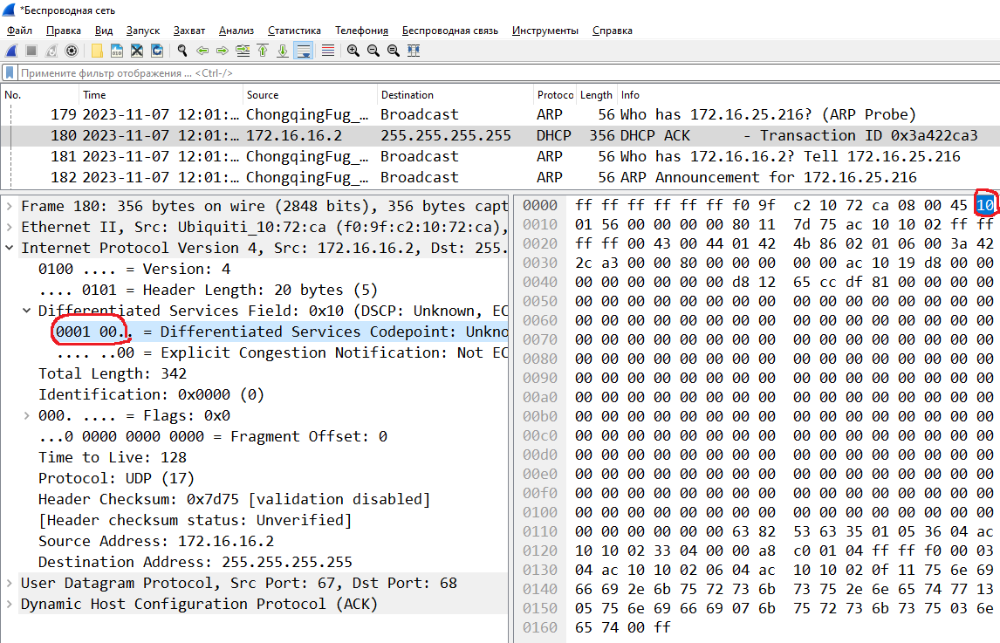 *Беспроводная сеть
Файл Правка Вид Запуск Захват Анализ Статистика Телефония Беспроводная связь Инструменты Справка
Примените фильтр отображения ... <Ctrl-/>
No. Time Source Destination Protoco Length Info
179 2023-11-07 12:01:… ChongqingFug_… Broadcast ARP 56 Who has 172.16.25.216? (ARP Probe)
180 2023-11-07 12:01:… 172.16.16.2 255.255.255.255 DHCP 356 DHCP ACK - Transaction ID 0x3a422ca3
181 2023-11-07 12:01:… ChongqingFug_… Broadcast ARP 56 Who has 172.16.16.2? Tell 172.16.25.216
182 2023-11-07 12:01:… ChongqingFug_… Broadcast ARP 56 ARP Announcement for 172.16.25.216
Frame 180: 356 bytes on wire (2848 bits), 356 bytes capt
Ethernet II, Src: Ubiquiti_10:72:ca (f0:9f:c2:10:72:ca),
Internet Protocol Version 4, Src: 172.16.16.2, Dst: 255.
0100 .... = Version: 4
.... 0101 = Header Length: 20 bytes (5)
Differentiated Services Field: 0x10 (DSCP: Unknown, EC
0001 00.. = Differentiated Services Codepoint: Unkno
.... ..00 = Explicit Congestion Notification: Not EC
Total Length: 342
Identification: 0x0000 (0)
000. .... = Flags: 0x0
...0 0000 0000 0000 = Fragment Offset: 0
Time to Live: 128
Protocol: UDP (17)
Header Checksum: 0x7d75 [validation disabled]
[Header checksum status: Unverified]
Source Address: 172.16.16.2
Destination Address: 255.255.255.255
User Datagram Protocol, Src Port: 67, Dst Port: 68
Dynamic Host Configuration Protocol (ACK)
0000 ff ff ff ff ff ff f0 9f c2 10 72 ca 08 00 45 10
0010 01 56 00 00 00 00 80 11 7d 75 ac 10 10 02 ff ff
0020 ff ff 00 43 00 44 01 42 4b 86 02 01 06 00 3a 42
0030 2c a3 00 00 80 00 00 00 00 00 ac 10 19 d8 00 00
0040 00 00 00 00 00 00 d8 12 65 cc df 81 00 00 00 00
0050 00 00 00 00 00 00 00 00 00 00 00 00 00 00 00 00
0060 00 00 00 00 00 00 00 00 00 00 00 00 00 00 00 00
0070 00 00 00 00 00 00 00 00 00 00 00 00 00 00 00 00
0080 00 00 00 00 00 00 00 00 00 00 00 00 00 00 00 00
0090 00 00 00 00 00 00 00 00 00 00 00 00 00 00 00 00
00a0 00 00 00 00 00 00 00 00 00 00 00 00 00 00 00 00
00b0 00 00 00 00 00 00 00 00 00 00 00 00 00 00 00 00
00c0 00 00 00 00 00 00 00 00 00 00 00 00 00 00 00 00
00d0 00 00 00 00 00 00 00 00 00 00 00 00 00 00 00 00
00e0 00 00 00 00 00 00 00 00 00 00 00 00 00 00 00 00
00f0 00 00 00 00 00 00 00 00 00 00 00 00 00 00 00 00
0100 00 00 00 00 00 00 00 00 00 00 00 00 00 00 00 00
0110 00 00 00 00 00 00 63 82 53 63 35 01 05 36 04 ac
0120 10 10 02 33 04 00 00 a8 c0 01 04 ff ff f0 00 03
0130 04 ac 10 10 02 06 04 ac 10 10 02 0f 11 75 6e 69
0140 66 69 2e 6b 75 72 73 6b 73 75 2e 6e 65 74 77 13
0150 05 75 6e 69 66 69 07 6b 75 72 73 6b 73 75 03 6e
0160 65 74 00 ff